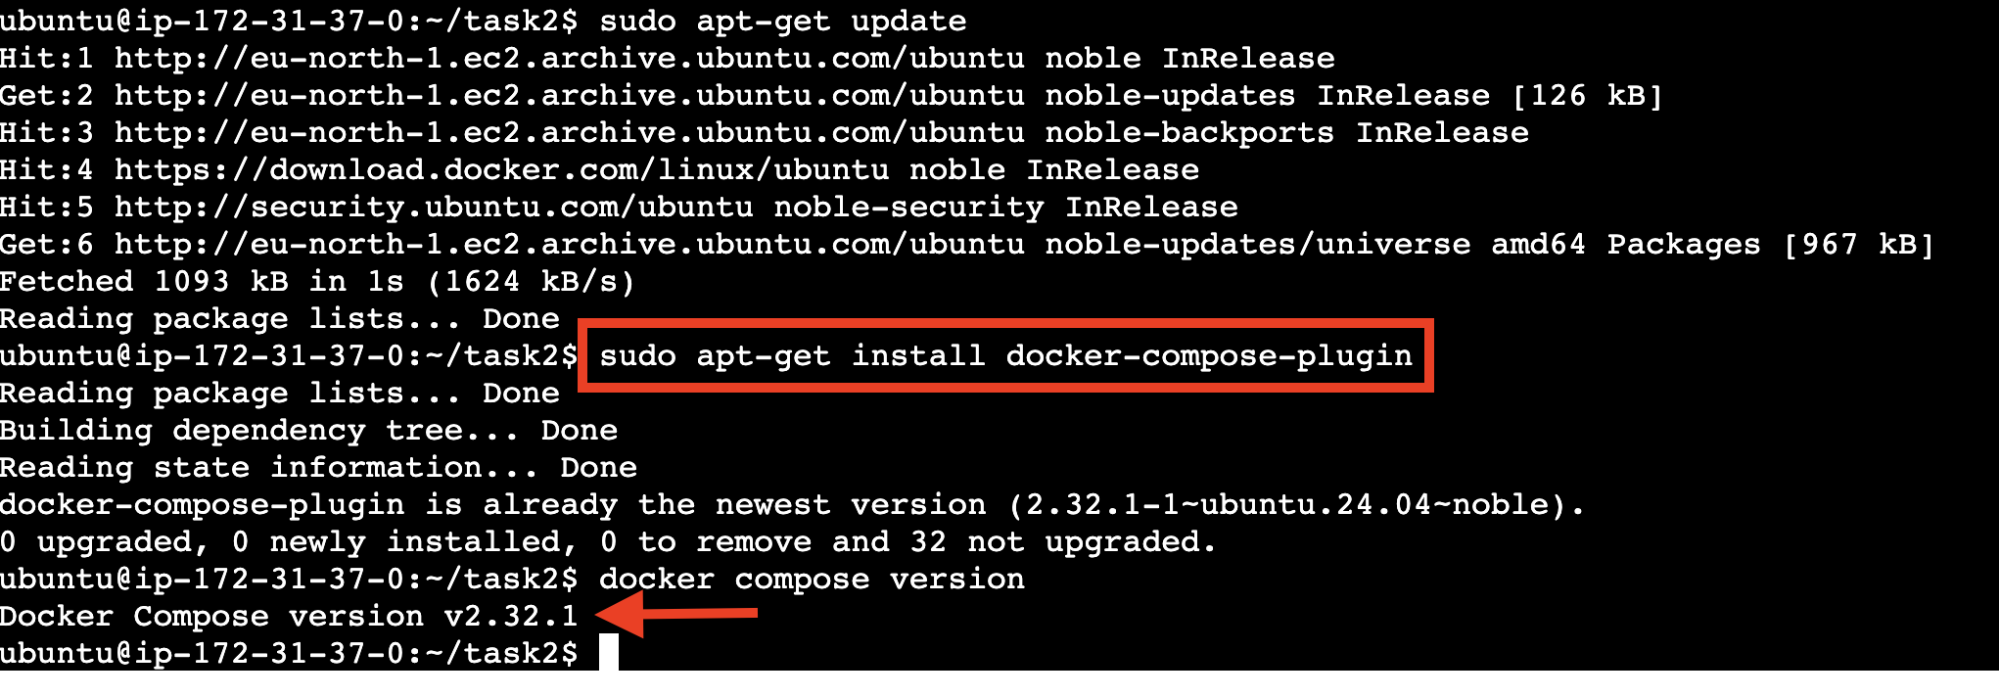 ubuntu@ip-172-31-37-0:~/task2$ sudo apt-get update
Hit:1 http://eu-north-1.ec2.archive.ubuntu.com/ubuntu noble InRelease
Get:2 http://eu-north-1.ec2.archive.ubuntu.com/ubuntu noble-updates InRelease [126 kB]
Hit:3 http://eu-north-1.ec2.archive.ubuntu.com/ubuntu noble-backports InRelease
Hit:4 https://download.docker.com/linux/ubuntu noble InRelease
Hit:5 http://security.ubuntu.com/ubuntu noble-security InRelease
Get:6 http://eu-north-1.ec2.archive.ubuntu.com/ubuntu noble-updates/universe amd64 Packages [967 kB]
Fetched 1093 kB in 1s (1624 kB/s)
Reading package lists... Done
ubuntu@ip-172-31-37-0:~/task2$ sudo apt-get install docker-compose-plugin
Reading package lists... Done
Building dependency tree... Done
Reading state information... Done
docker-compose-plugin is already the newest version (2.32.1-1~ubuntu.24.04~noble).
0 upgraded, 0 newly installed, 0 to remove and 32 not upgraded.
ubuntu@ip-172-31-37-0:~/task2$ docker compose version
Docker Compose version v2.32.1
ubuntu@ip-172-31-37-0:~/task2$